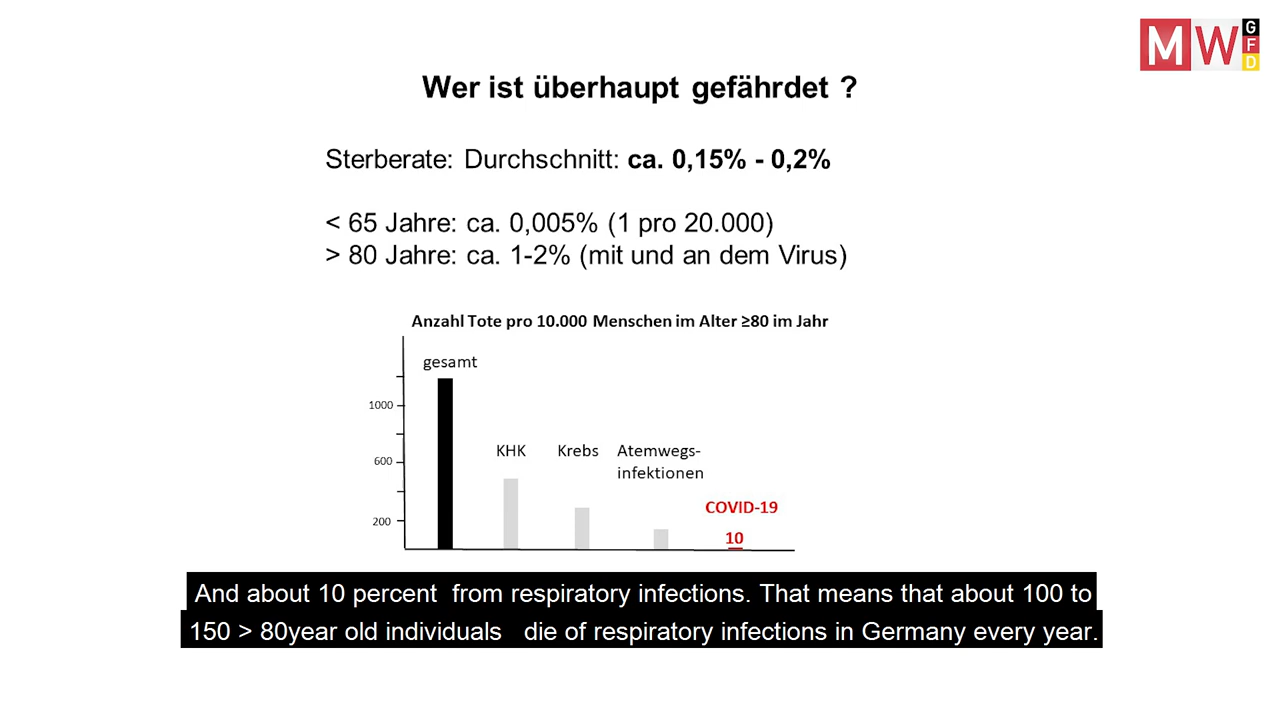 MW
G
F
D
Wer ist überhaupt gefährdet ?
Sterberate: Durchschnitt: ca. 0,15% - 0,2%
< 65 Jahre: ca. 0,005% (1 pro 20.000)
> 80 Jahre: ca. 1-2% (mit und an dem Virus)
Anzahl Tote pro 10.000 Menschen im Alter ≥80 im Jahr
gesamt
1000
600
200
KHK
Krebs
Atemwegs-
infektionen
COVID-19
10
And about 10 percent from respiratory infections. That means that about 100 to
150 > 80year old individuals die of respiratory infections in Germany every year.